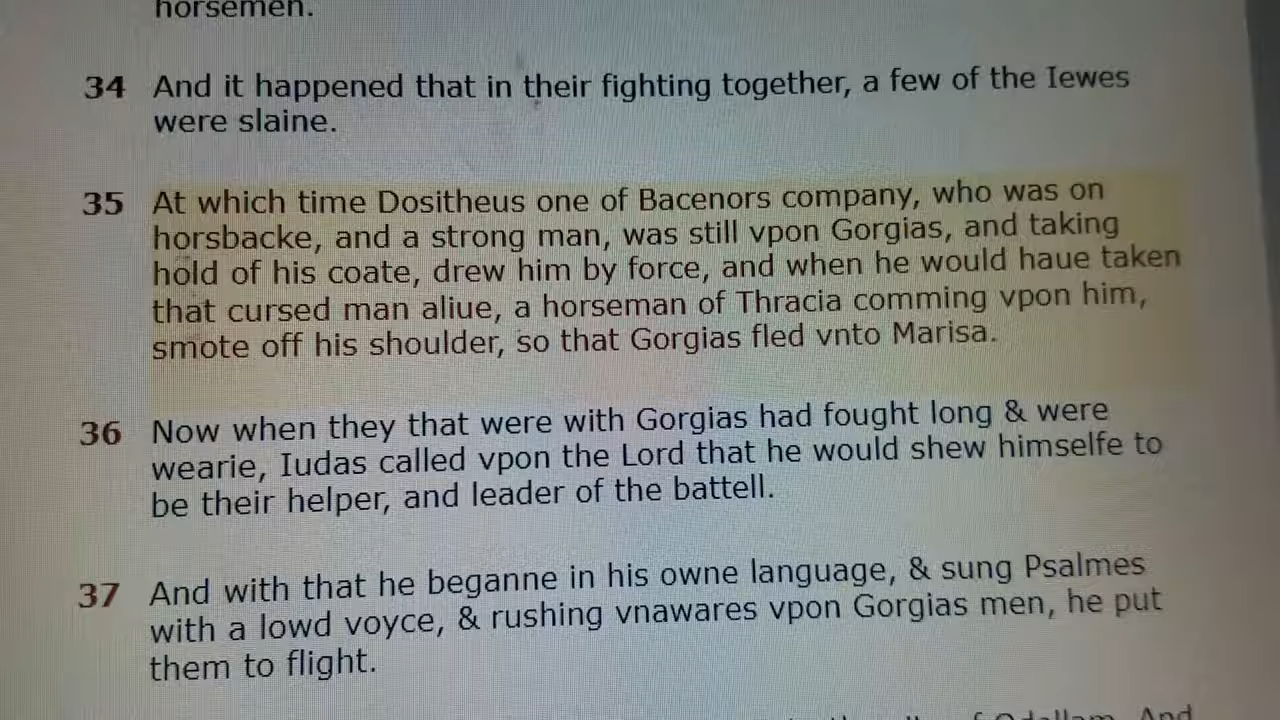 horsemen.
34 And it happened that in their fighting together, a few of the Iewes
were slaine.
35 At which time Dositheus one of Bacenors company, who was on
horsbacke, and a strong man, was still vpon Gorgias, and taking
hold of his coate, drew him by force, and when he would haue taken
that cursed man aliue, a horseman of Thracia comming vpon him,
smote off his shoulder, so that Gorgias fled vnto Marisa.
36 Now when they that were with Gorgias had fought long & were
wearie, Iudas called vpon the Lord that he would shew himselfe to
be their helper, and leader of the battell.
37 And with that he beganne in his owne language, & sung Psalmes
with a lowd voyce, & rushing vnawares vpon Gorgias men, he put
them to flight.
Odollam. And